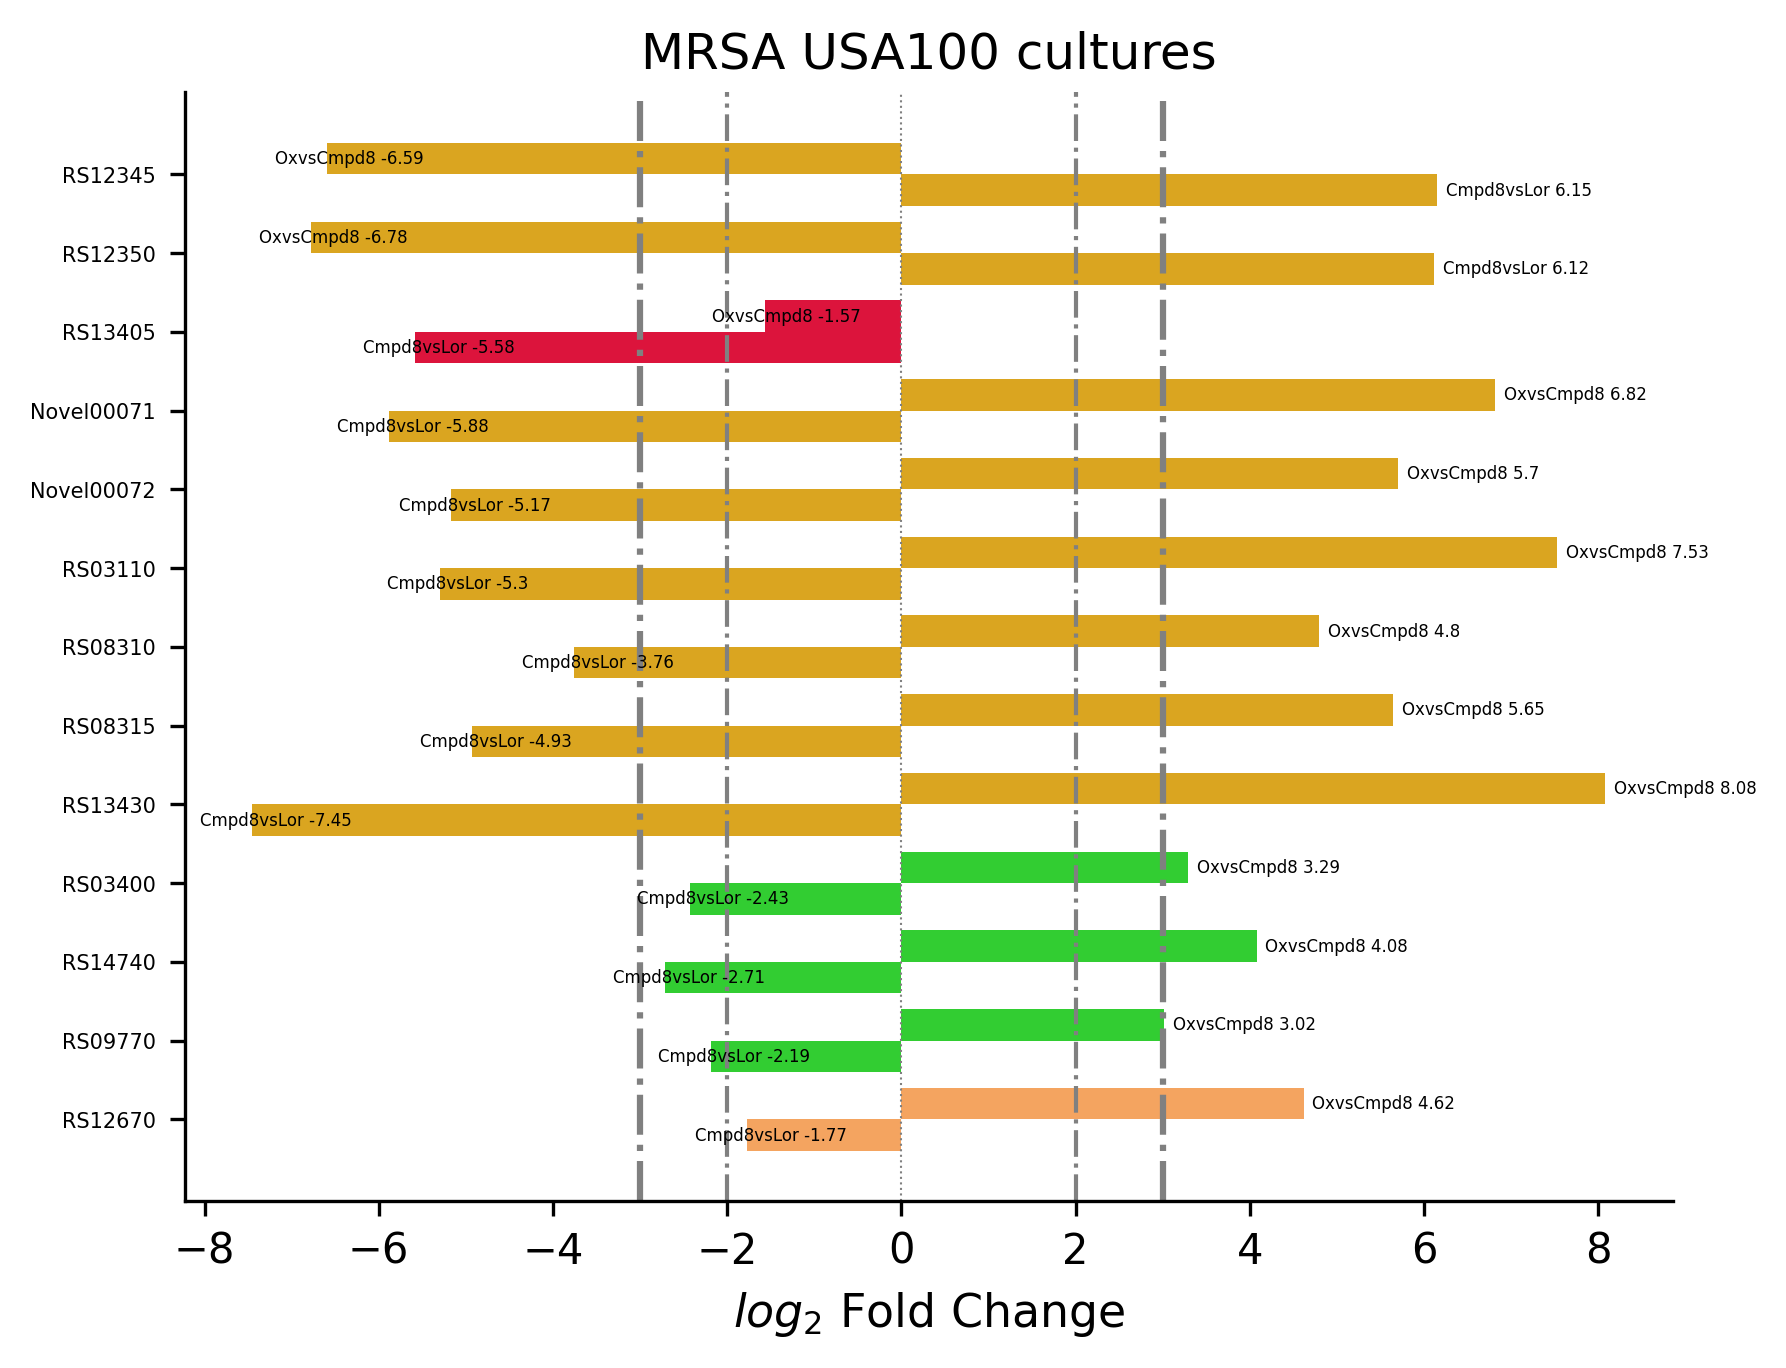 MRSA USA100 cultures
OxvsCmpd8 -6.59
RS12345
Cmpd8vsLor 6.15
OxvsCmpd8 -6.78
RS12350
Cmpd8vsLor 6.12
OxvsCmpd8 -1.57
RS13405
Cmpd8vsLor -5.58
OxvsCmpd8 6.82
Novel00071
Cmpd8vsLor -5.88
OxvsCmpd8 5.7
Novel00072
Cmpd8vsLor -5.17
OxvsCmpd8 7.53
RS03110
Cmpd8vsLor -5.3
OxvsCmpd8 4.8
RS08310
Cmpd8vsLor -3.76
OxvsCmpd8 5.65
RS08315
Cmpd8vsLor -4.93
OxvsCmpd8 8.08
RS13430
Cmpd8vsLor -7.45
OxvsCmpd8 3.29
RS03400
Cmpd8vsLor -2.43
OxvsCmpd8 4.08
RS14740
Cmpd8vsLor -2.71
OxvsCmpd8 3.02
RS09770
Cmpd8vsLor -2.19
OxvsCmpd8 4.62
RS12670
Cmpd8vsLor -1.77
−8 −6 −4 −2 0 2 4 6 8
log₂ Fold Change